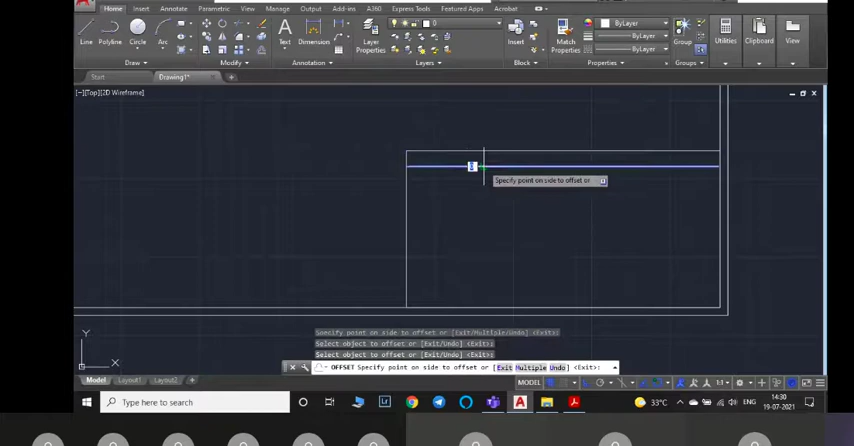 Home Insert Annotate Parametric View Manage Output Add-ins A360 Express Tools Featured Apps Acrobat
Line Polyline Circle Arc Text Dimension Layer Properties 0 Insert Match Properties ByLayer Group Utilities Clipboard View
ByLayer
ByLayer
Draw Modify Annotation Layers Block Properties Groups
Start Drawing1*
[−][Top][2D Wireframe]
Specify point on side to offset or
Specify point on side to offset or [Exit/Multiple/Undo] <Exit>:
Select object to offset or [Exit/Undo] <Exit>:
Select object to offset or [Exit/Undo] <Exit>:
OFFSET Specify point on side to offset or [Exit Multiple Undo] <Exit>:
Y
X
Model Layout1 Layout2 + MODEL 1:1
Type here to search 33°C ENG 14:30
19-07-2021